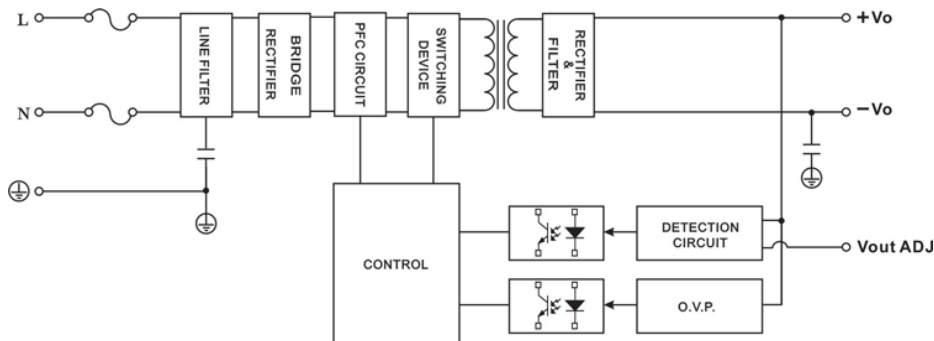 L
N
LINE FILTER
BRIDGE
RECTIFIER
PFC CIRCUIT
SWITCHING
DEVICE
RECTIFIER
&
FILTER
+Vo
−Vo
CONTROL
DETECTION
CIRCUIT
Vout ADJ
O.V.P.